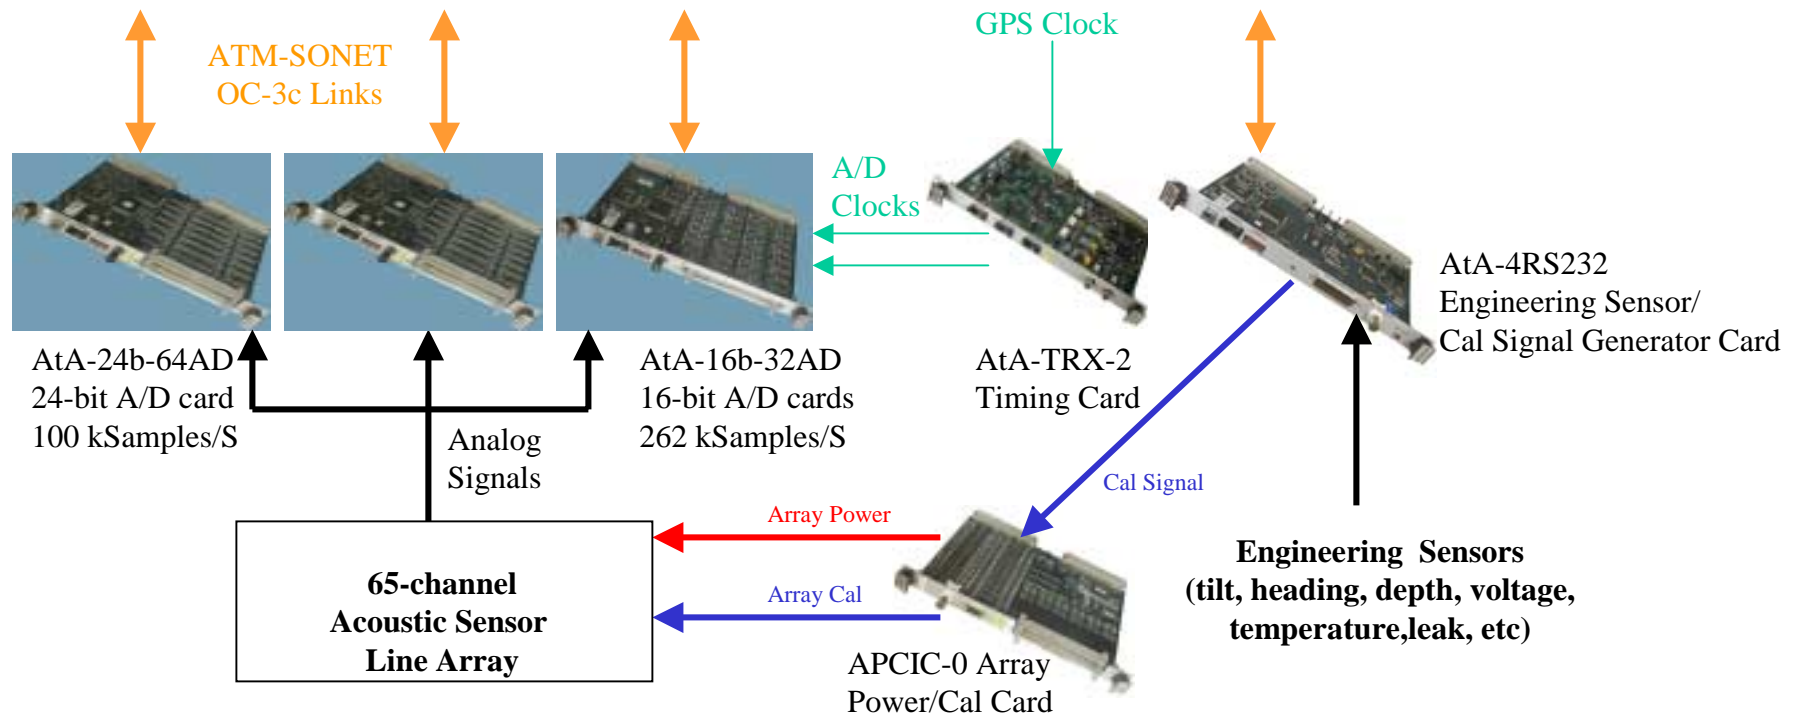 ATM-SONET
OC-3c Links
GPS Clock
A/D
Clocks
AtA-24b-64AD
24-bit A/D card
100 kSamples/S
AtA-16b-32AD
16-bit A/D cards
262 kSamples/S
AtA-TRX-2
Timing Card
AtA-4RS232
Engineering Sensor/
Cal Signal Generator Card
Analog
Signals
Cal Signal
Array Power
Array Cal
65-channel
Acoustic Sensor
Line Array
APCIC-0 Array
Power/Cal Card
Engineering Sensors
(tilt, heading, depth, voltage,
temperature,leak, etc)